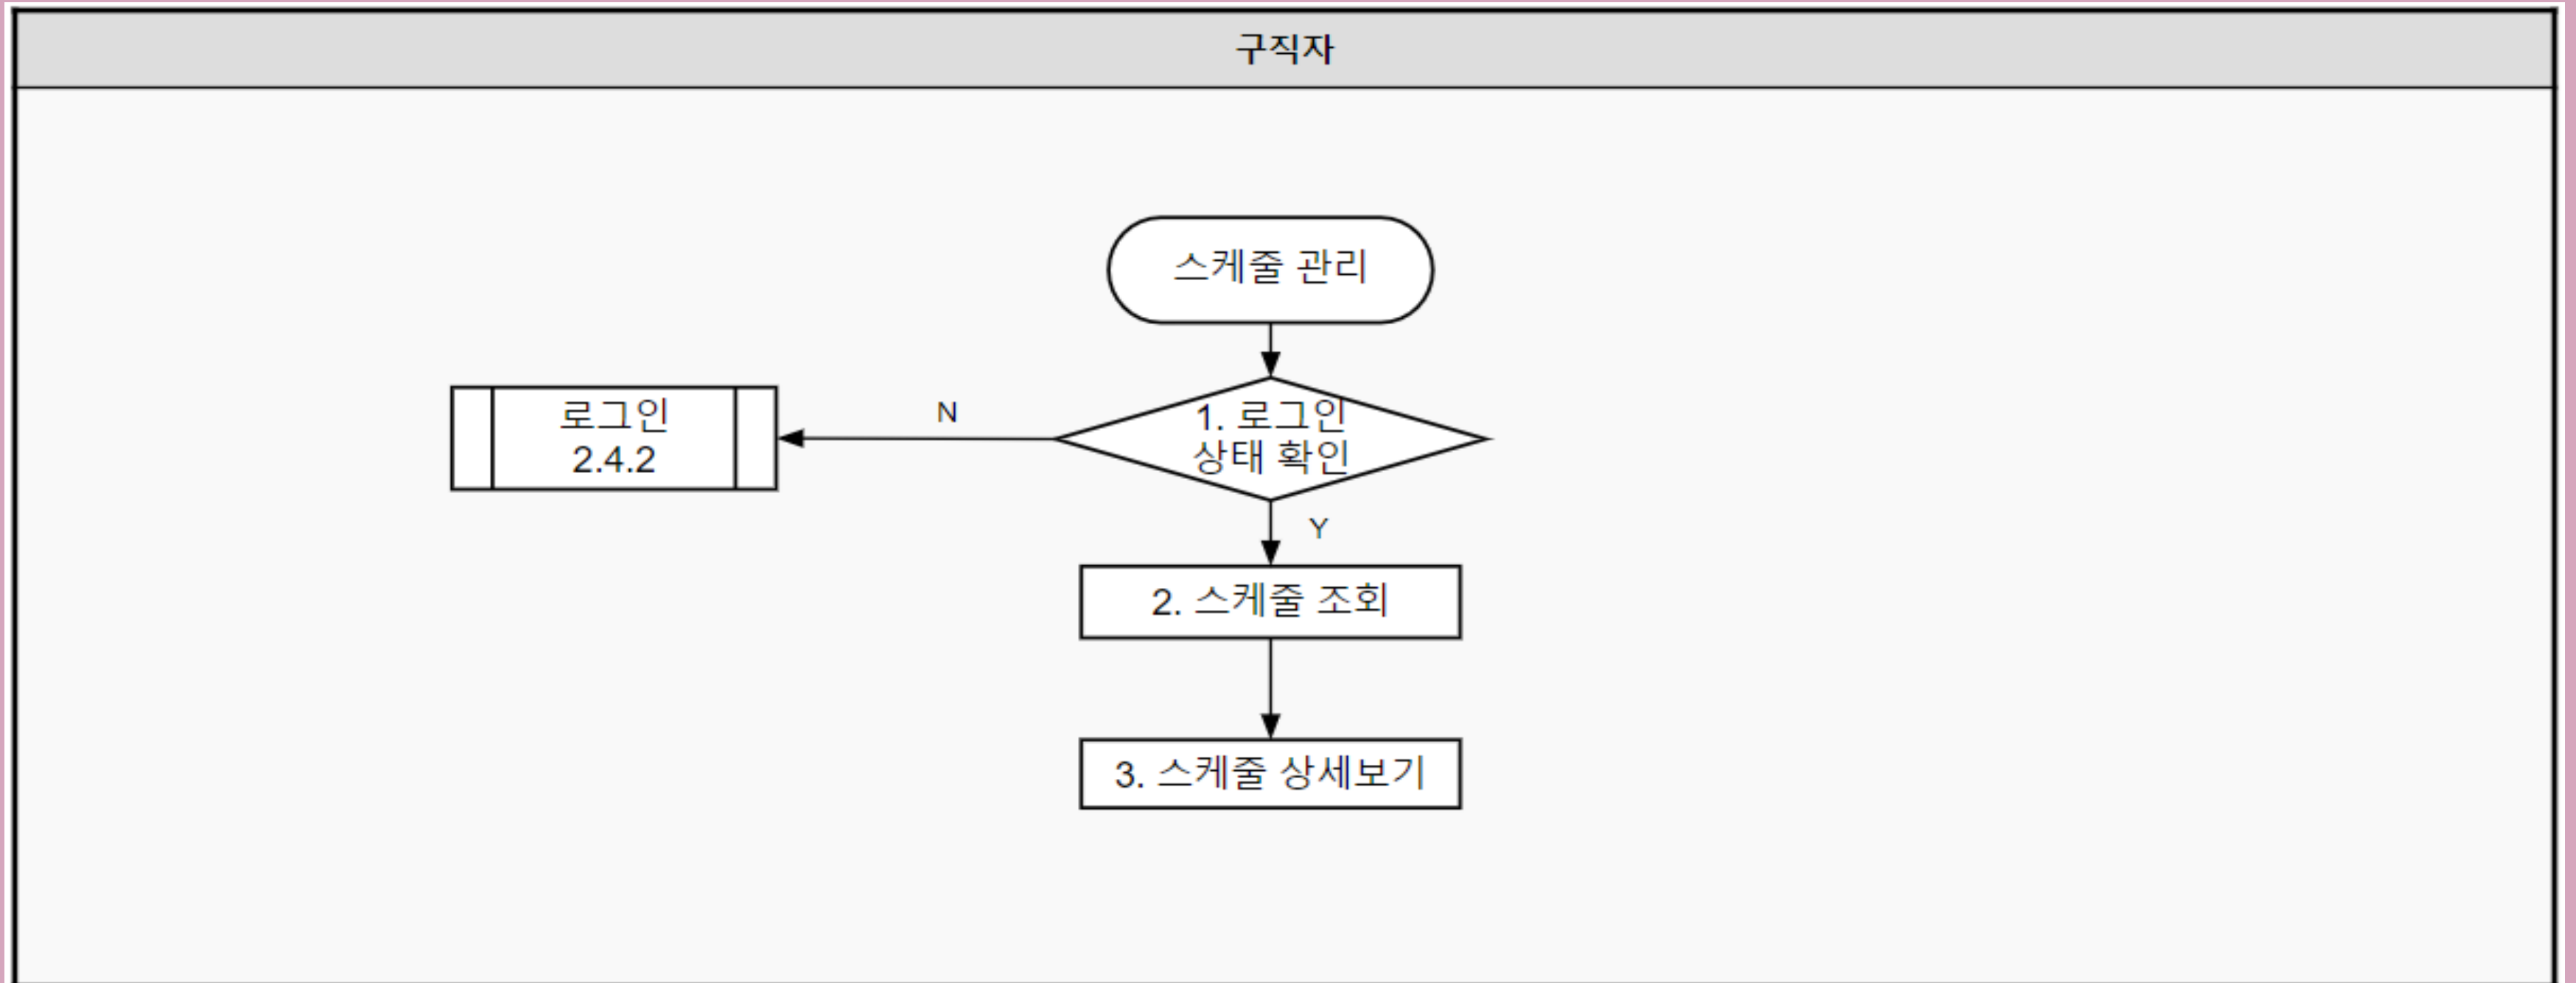 구직자
스케줄 관리
로그인
2.4.2
N
1. 로그인
상태 확인
Y
2. 스케줄 조회
3. 스케줄 상세보기